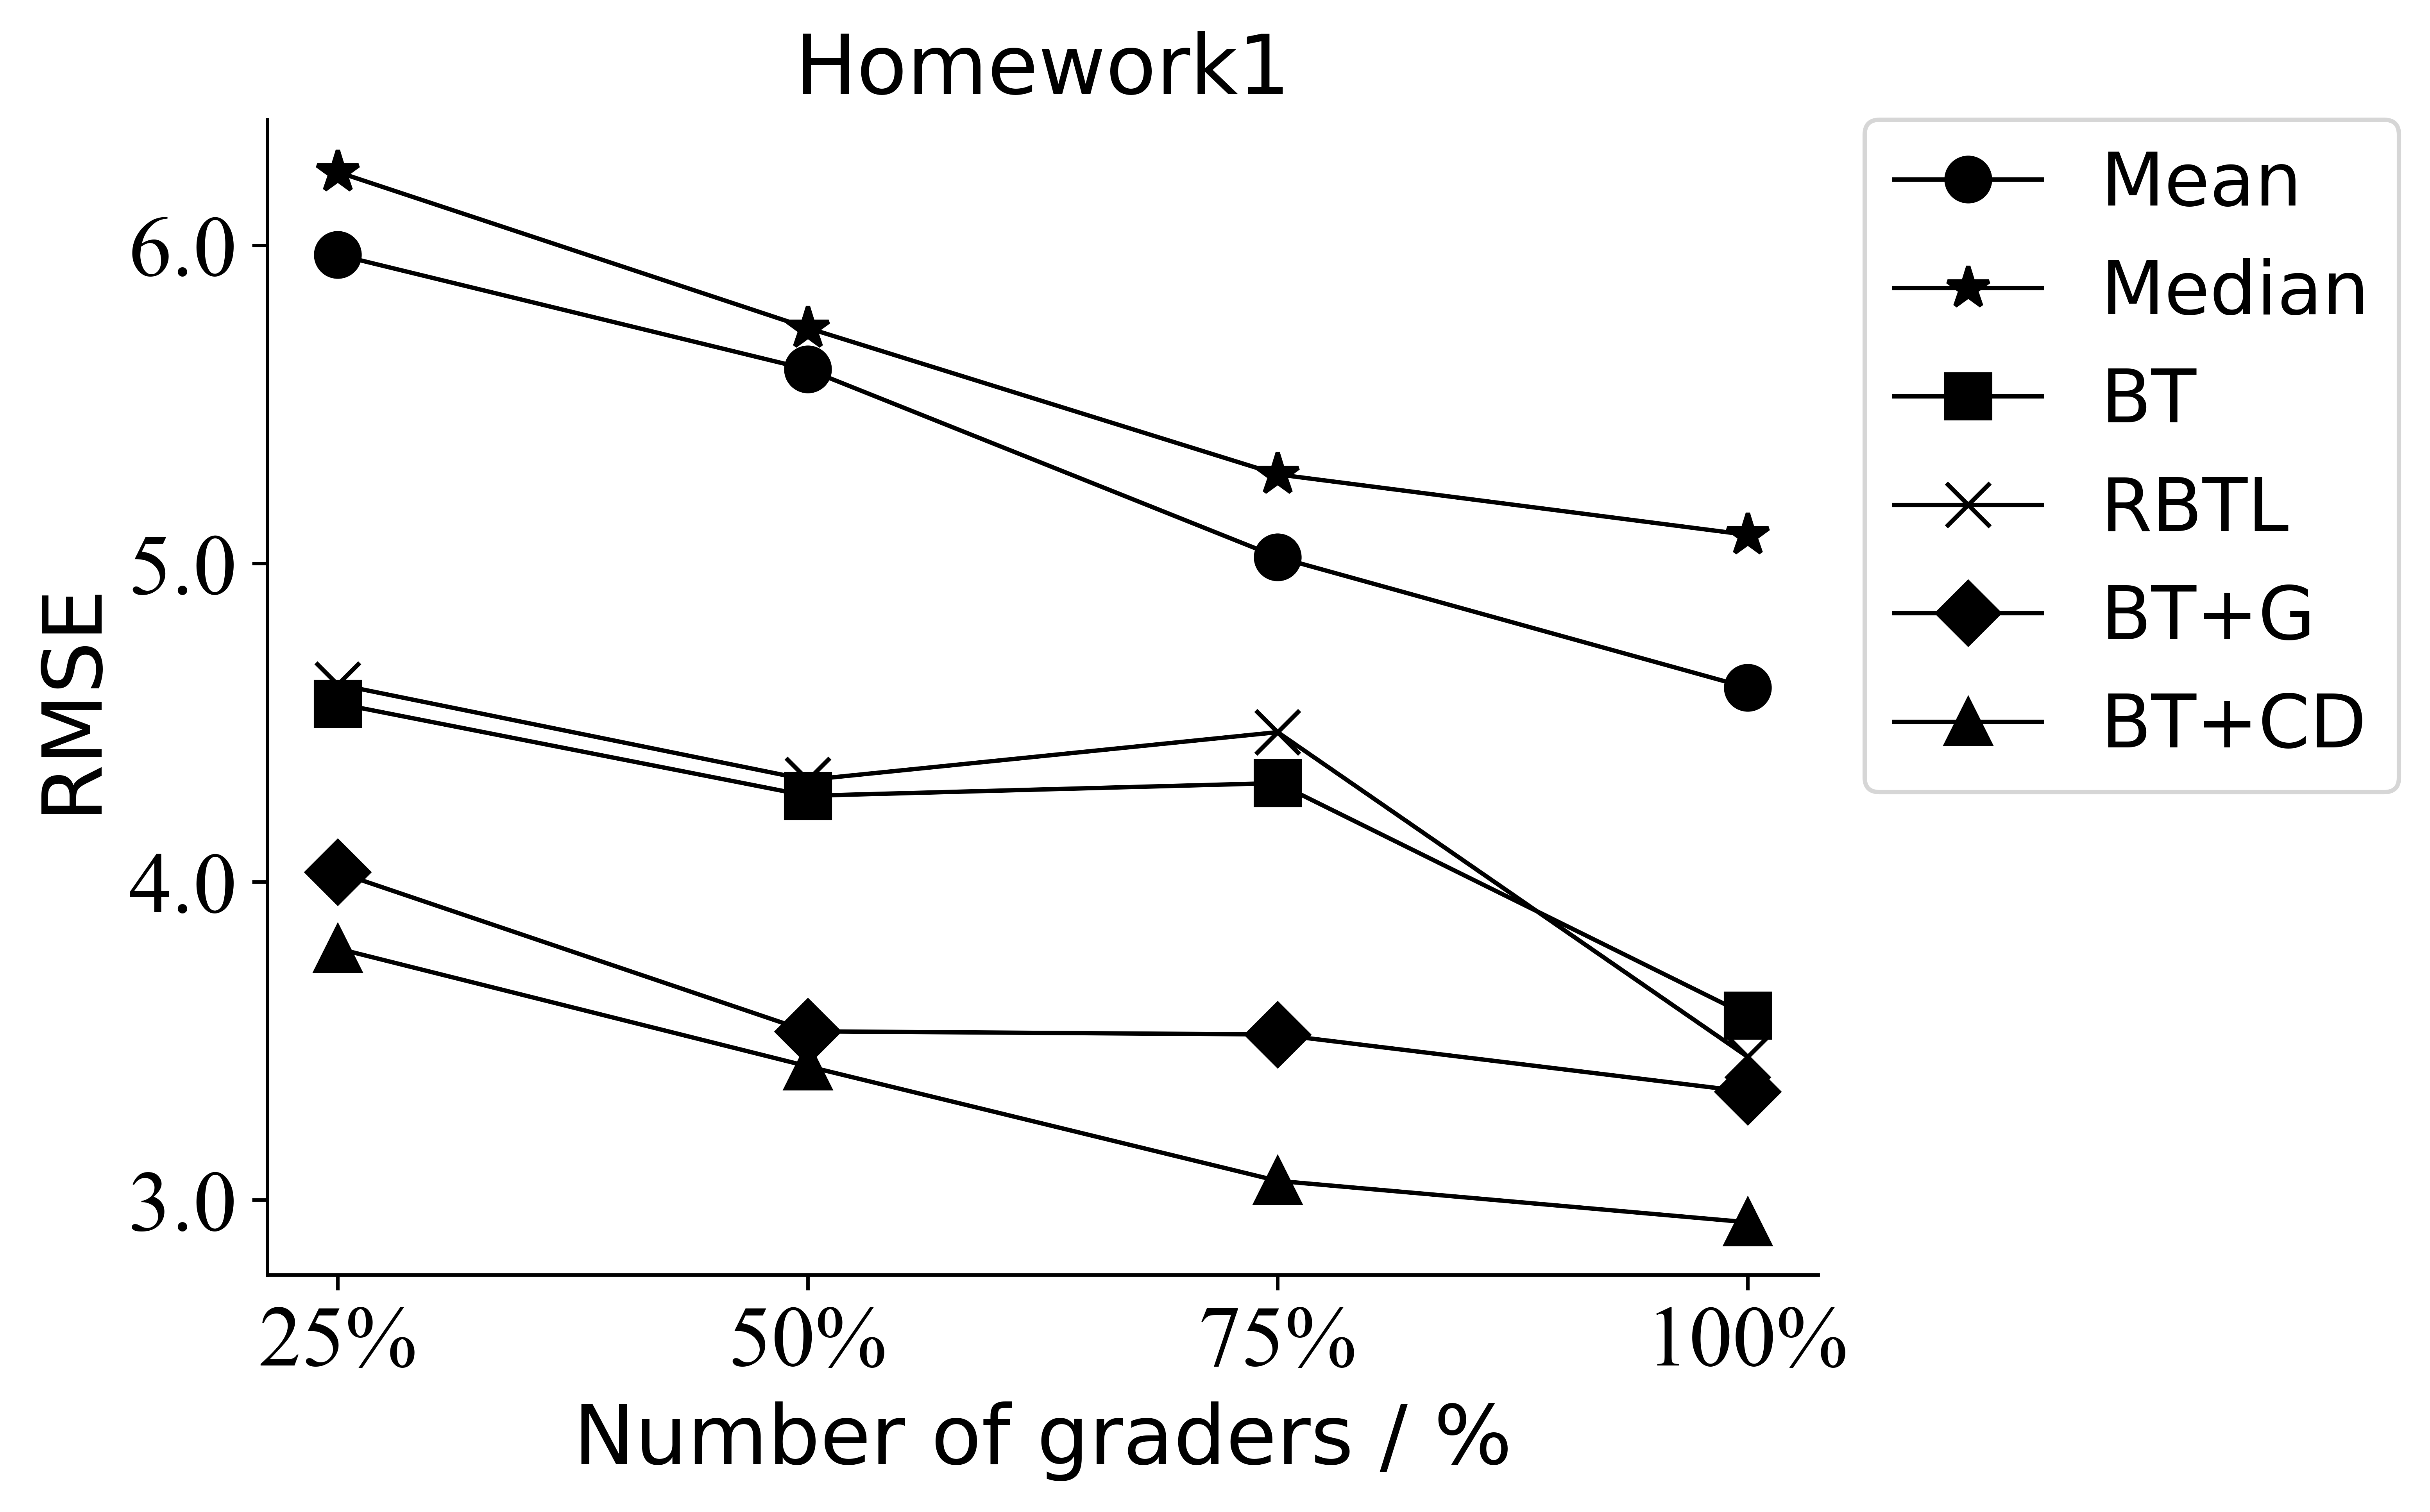 Homework1
6.0
5.0
4.0
3.0
RMSE
25% 50% 75% 100%
Number of graders / %
Mean
Median
BT
RBTL
BT+G
BT+CD